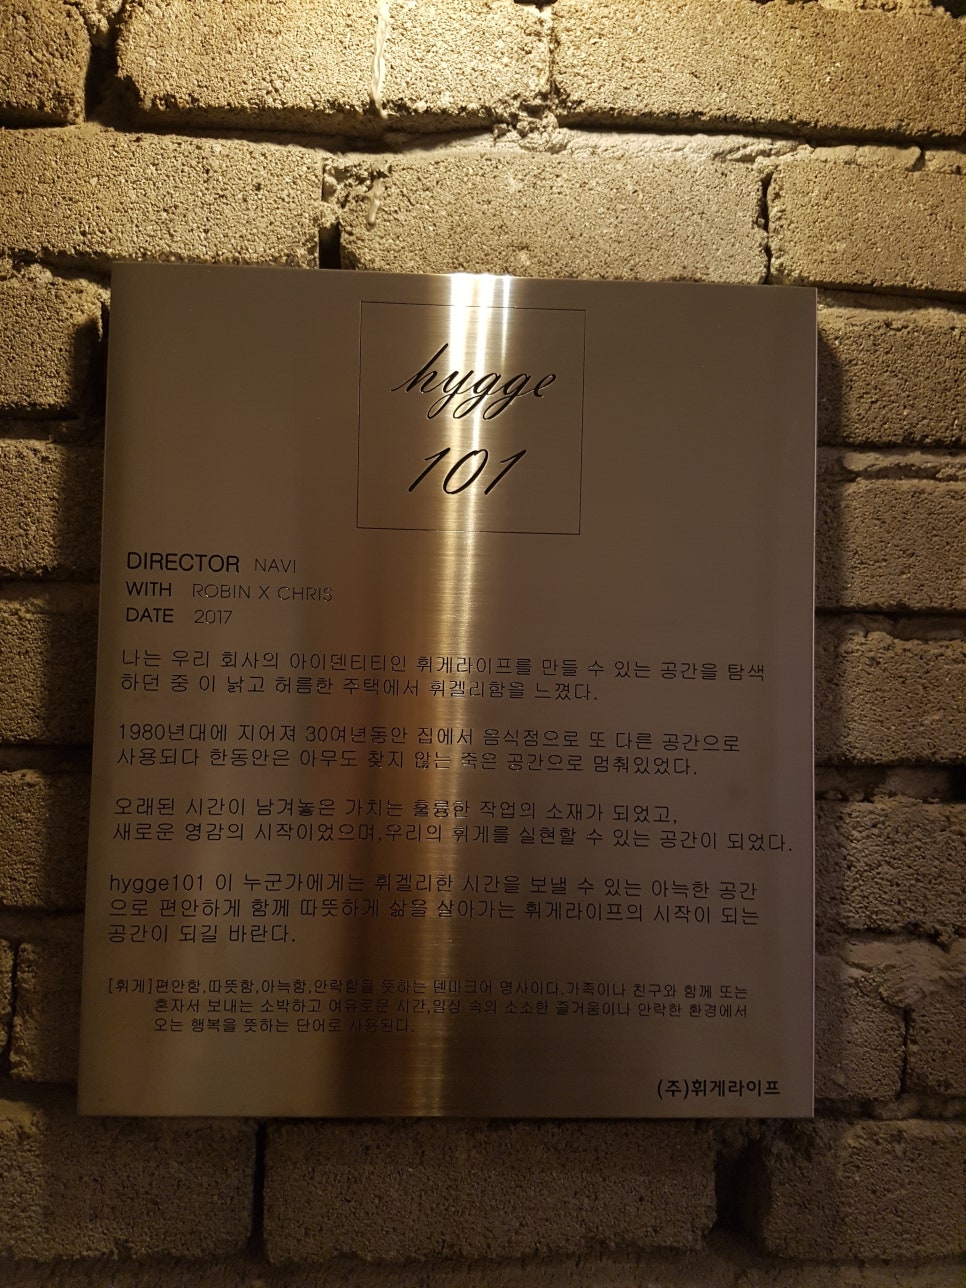 hygge
101
DIRECTOR NAVI
WITH ROBIN X CHRIS
DATE 2017
나는 우리 회사의 아이덴티티인 휘게라이프를 만들 수 있는 공간을 탐색
하던 중 이 낡고 허름한 주택에서 휘겔리함을 느꼈다.
1980년대에 지어져 30여년동안 집에서 음식점으로 또 다른 공간으로
사용되다 한동안은 아무도 찾지 않는 죽은 공간으로 멈춰있었다.
오래된 시간이 남겨놓은 가치는 훌륭한 작업의 소재가 되었고,
새로운 영감의 시작이었으며,우리의 휘게를 실현할 수 있는 공간이 되었다.
hygge101 이 누군가에게는 휘겔리한 시간을 보낼 수 있는 아늑한 공간
으로 편안하게 함께 따뜻하게 삶을 살아가는 휘게라이프의 시작이 되는
공간이 되길 바란다.
[휘게]편안함,따뜻함,아늑함,안락함을 뜻하는 덴마크어 명사이다.가족이나 친구와 함께 또는
혼자서 보내는 소박하고 여유로운 시간,일상 속의 소소한 즐거움이나 안락한 환경에서
오는 행복을 뜻하는 단어로 사용된다.
(주)휘게라이프